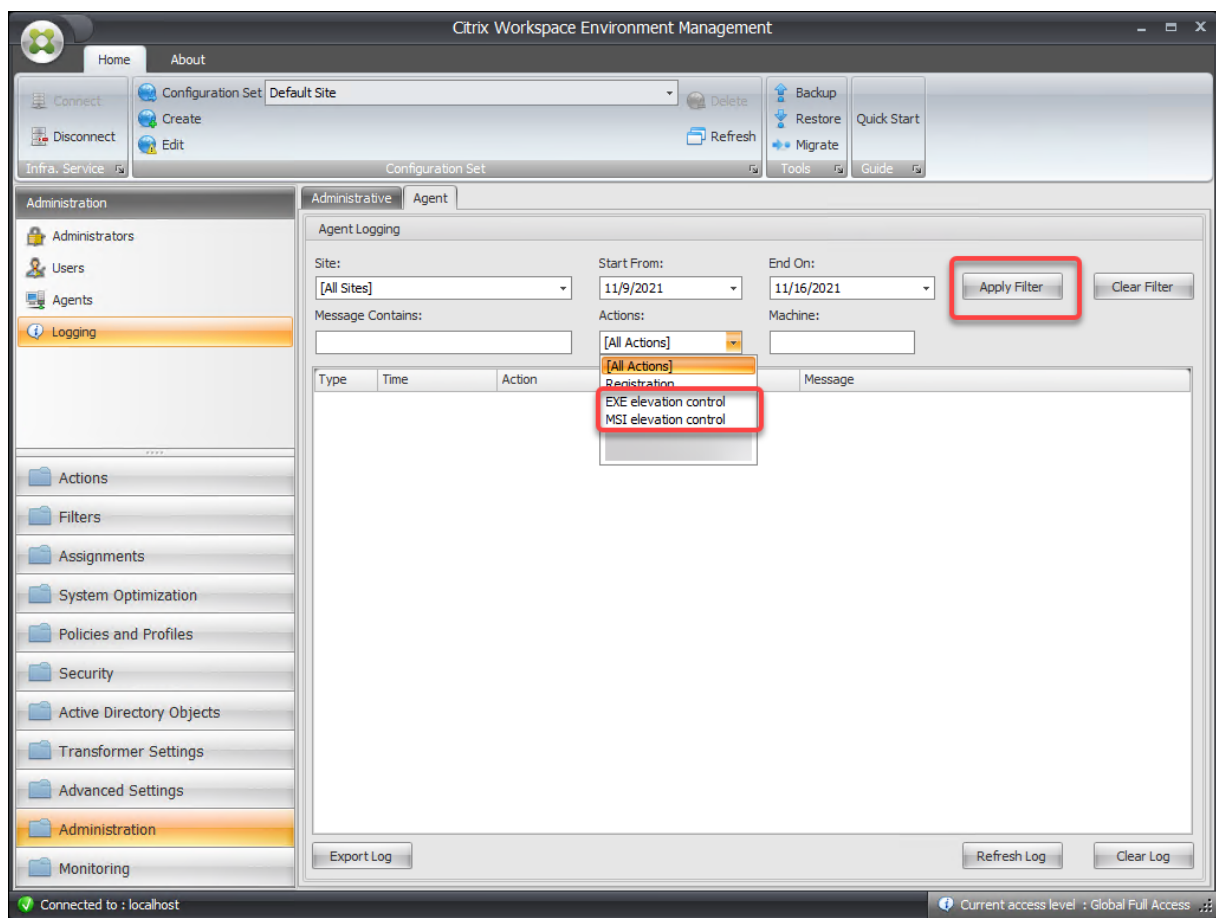 Citrix Workspace Environment Management
Home About
Connect
Disconnect
Infra. Service
Configuration Set Default Site
Create
Edit
Delete
Refresh
Configuration Set
Backup
Restore
Migrate
Tools
Quick Start
Guide
Administration
Administrators
Users
Agents
Logging
Actions
Filters
Assignments
System Optimization
Policies and Profiles
Security
Active Directory Objects
Transformer Settings
Advanced Settings
Administration
Monitoring
Administrative Agent
Agent Logging
Site: Start From: End On:
[All Sites] 11/9/2021 11/16/2021 Apply Filter Clear Filter
Message Contains: Actions: Machine:
[All Actions]
[All Actions]
Registration
EXE elevation control
MSI elevation control
Type Time Action Message
Export Log Refresh Log Clear Log
Connected to : localhost Current access level : Global Full Access